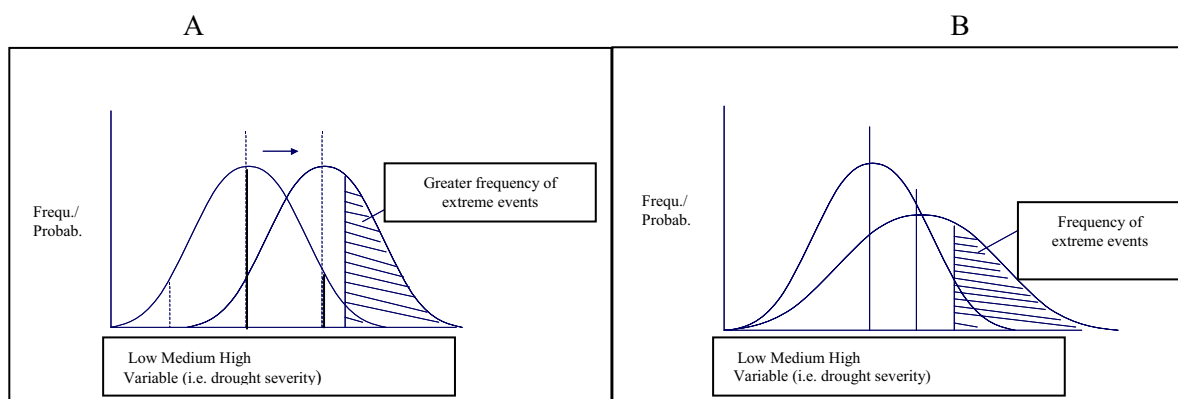 A
Frequ./
Probab.
Greater frequency of
extreme events
Low Medium High
Variable (i.e. drought severity)
B
Frequ./
Probab.
Frequency of
extreme events
Low Medium High
Variable (i.e. drought severity)